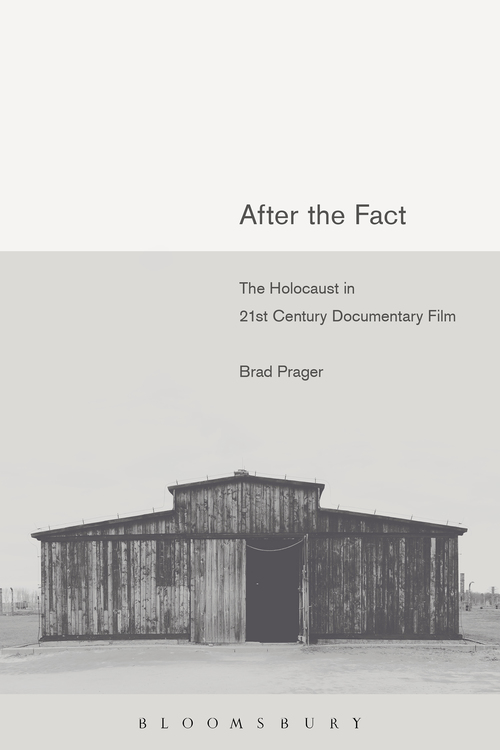 After the Fact
The Holocaust in
21st Century Documentary Film
Brad Prager
BLOOMSBURY